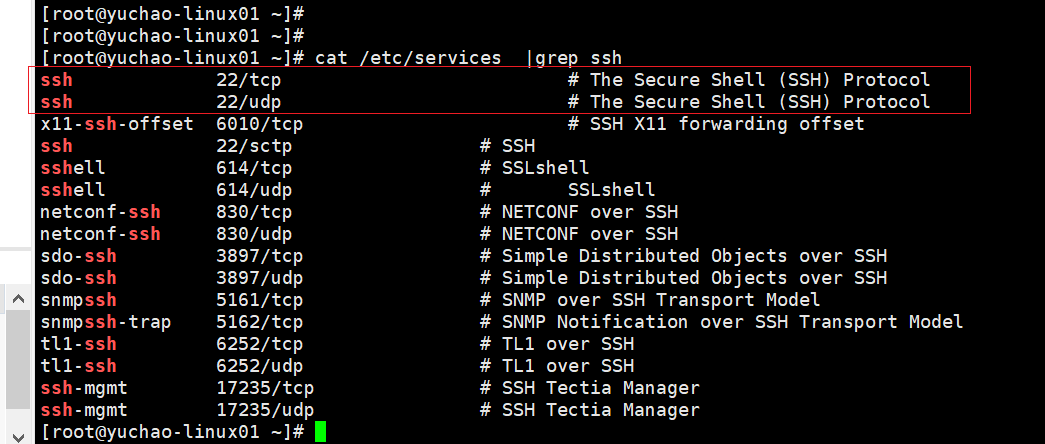 [root@yuchao-linux01 ~]#
[root@yuchao-linux01 ~]#
[root@yuchao-linux01 ~]# cat /etc/services  |grep ssh
ssh             22/tcp                          # The Secure Shell (SSH) Protocol
ssh             22/udp                          # The Secure Shell (SSH) Protocol
x11-ssh-offset  6010/tcp                        # SSH X11 forwarding offset
ssh             22/sctp                 # SSH
sshell          614/tcp                 # SSLshell
sshell          614/udp                 #       SSLshell
netconf-ssh     830/tcp                 # NETCONF over SSH
netconf-ssh     830/udp                 # NETCONF over SSH
sdo-ssh         3897/tcp                # Simple Distributed Objects over SSH
sdo-ssh         3897/udp                # Simple Distributed Objects over SSH
snmpssh         5161/tcp                # SNMP over SSH Transport Model
snmpssh-trap    5162/tcp                # SNMP Notification over SSH Transport Model
tl1-ssh         6252/tcp                # TL1 over SSH
tl1-ssh         6252/udp                # TL1 over SSH
ssh-mgmt        17235/tcp               # SSH Tectia Manager
ssh-mgmt        17235/udp               # SSH Tectia Manager
[root@yuchao-linux01 ~]#